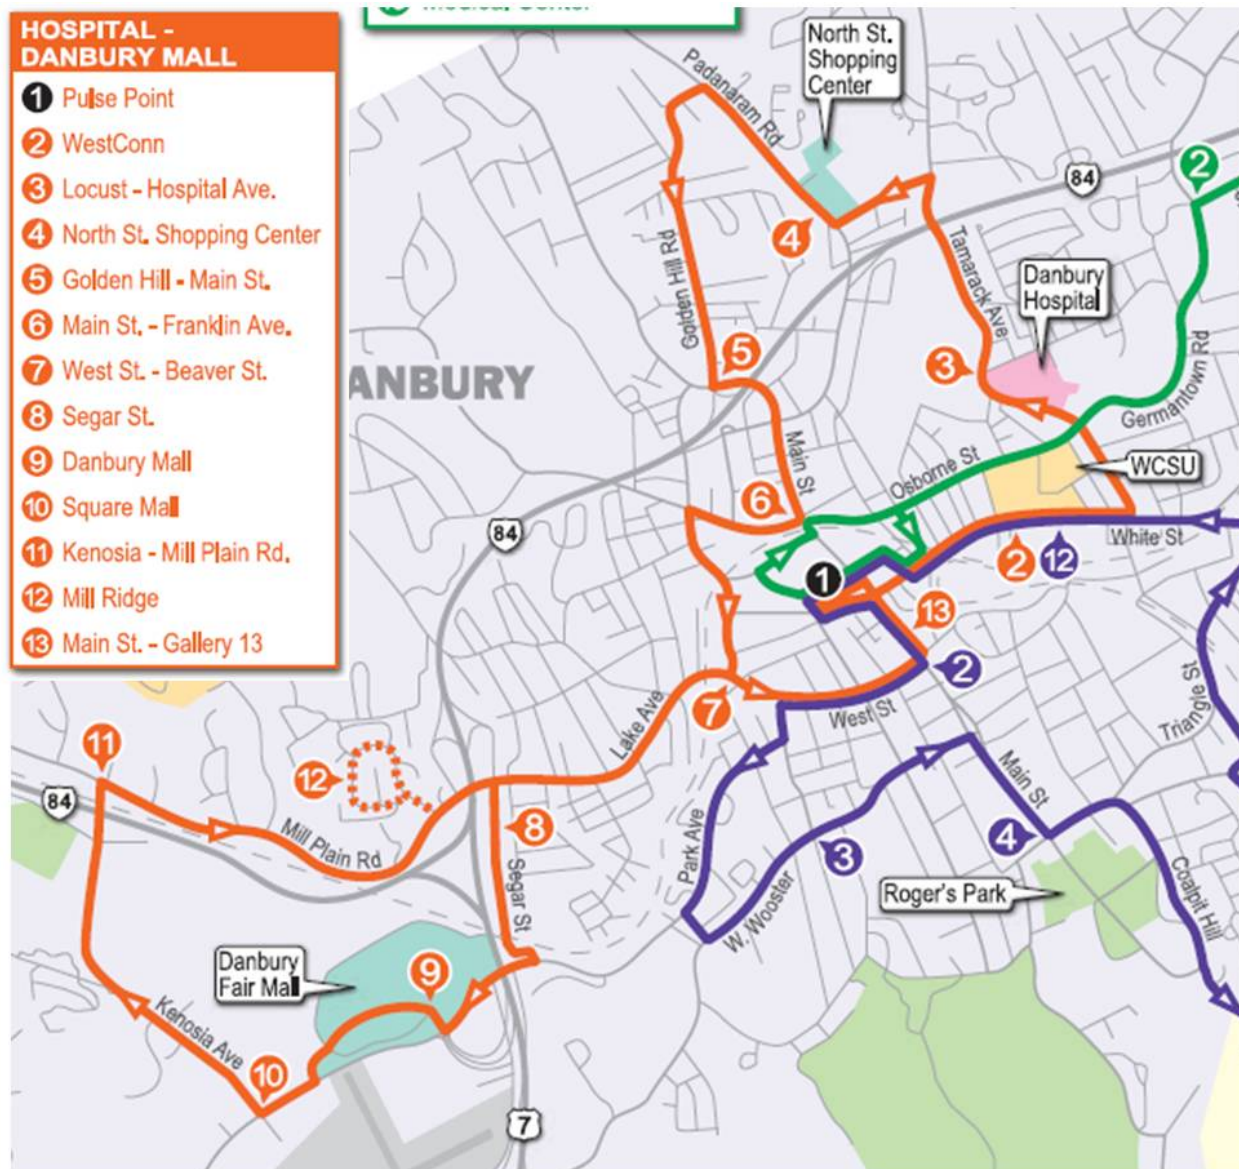 HOSPITAL -
DANBURY MALL
1 Pulse Point
2 WestConn
3 Locust - Hospital Ave.
4 North St. Shopping Center
5 Golden Hill - Main St.
6 Main St. - Franklin Ave.
7 West St. - Beaver St.
8 Segar St.
9 Danbury Mall
10 Square Mall
11 Kenosia - Mill Plain Rd.
12 Mill Ridge
13 Main St. - Gallery 13
Medical Center
North St.
Shopping
Center
Padanaram Rd
84
2
4
Golden Hill Rd
Tamarack Ave
Danbury
Hospital
5
3
ANBURY
Germantown Rd
Main St
Osborne St
WCSU
6
84
White St
2
12
1
13
2
7
West St
Lake Ave
Triangle St
11
12
84
Mill Plain Rd
8
Segar St
Park Ave
Main St
3
4
W. Wooster
Roger's Park
Coalpit Hill
Danbury
Fair Mall
9
Kenosia Ave
10
7